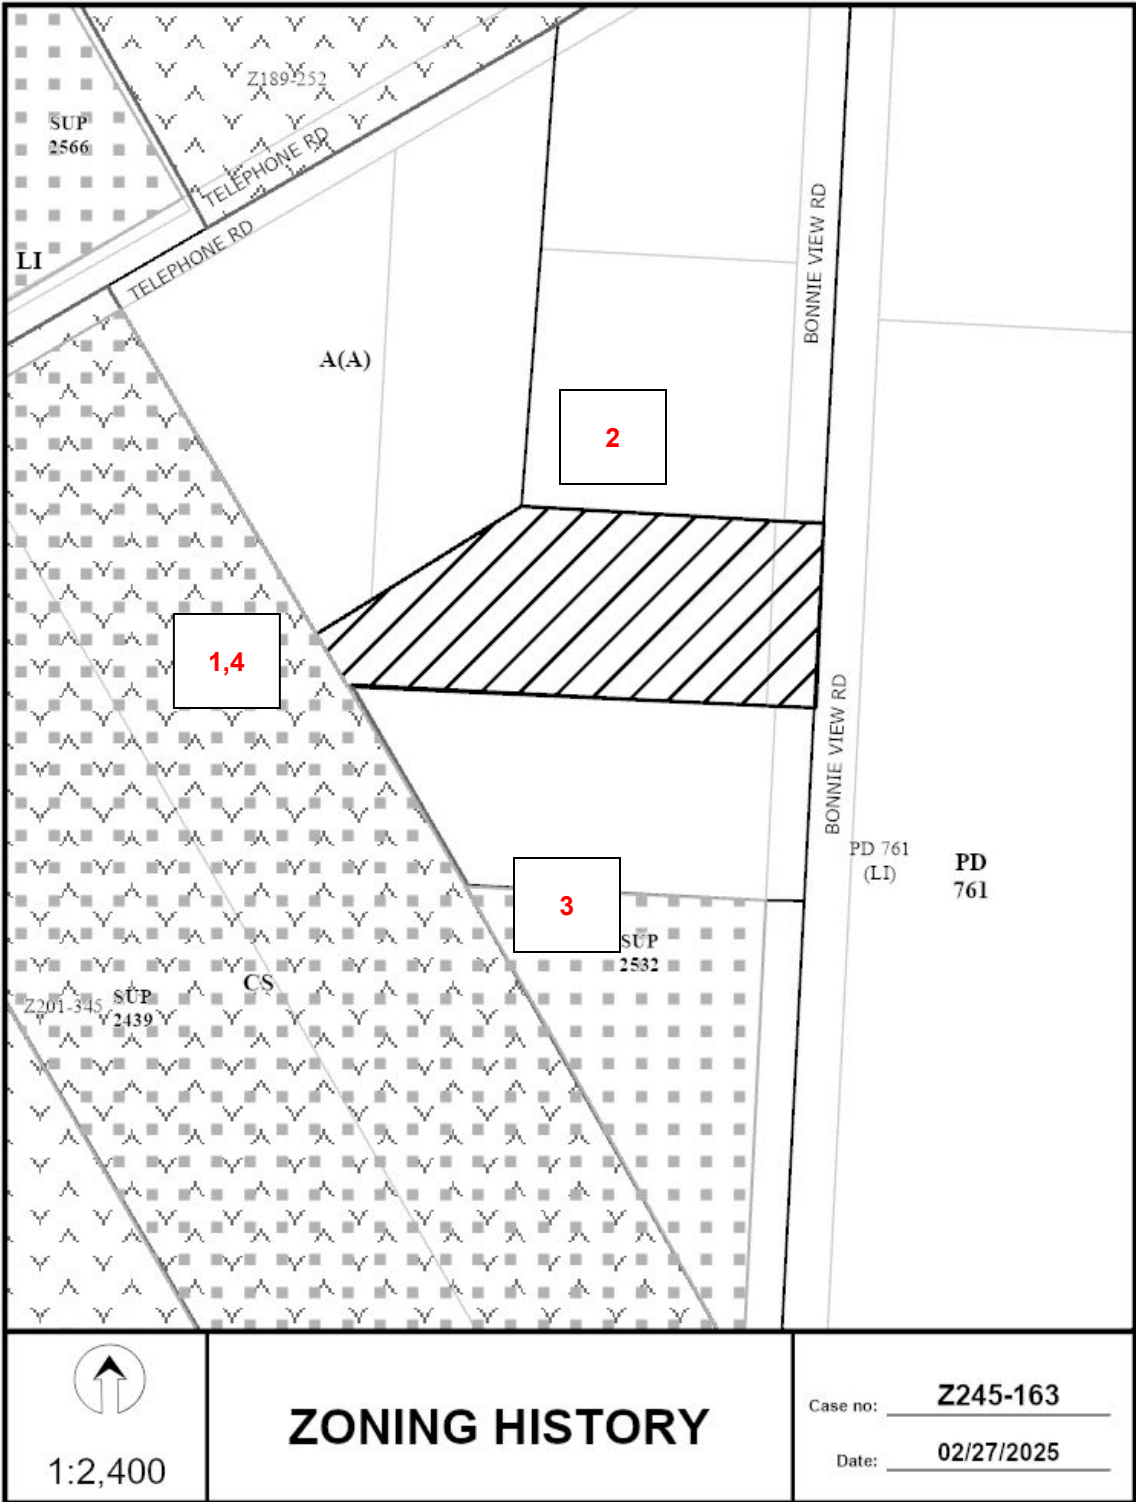 Z189-252
SUP
2566
TELEPHONE RD
TELEPHONE RD
LI
BONNIE VIEW RD
A(A)
2
1,4
BONNIE VIEW RD
PD 761
(LI)
PD
761
3
SUP
2532
CS
Z201-345
SUP
2439
1:2,400
ZONING HISTORY
Case no: Z245-163
Date: 02/27/2025